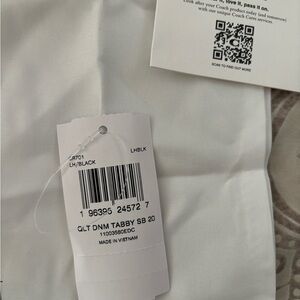 love it, pass it on.
Look after your Coach product today (and tomorrow)
with our unique Coach Care services.
SCAN TO FIND OUT MORE
CR701
LHBLK
LH/BLACK
1 96395 24572 7
QLT DNM TABBY SB 20
MADE IN VIETNAM